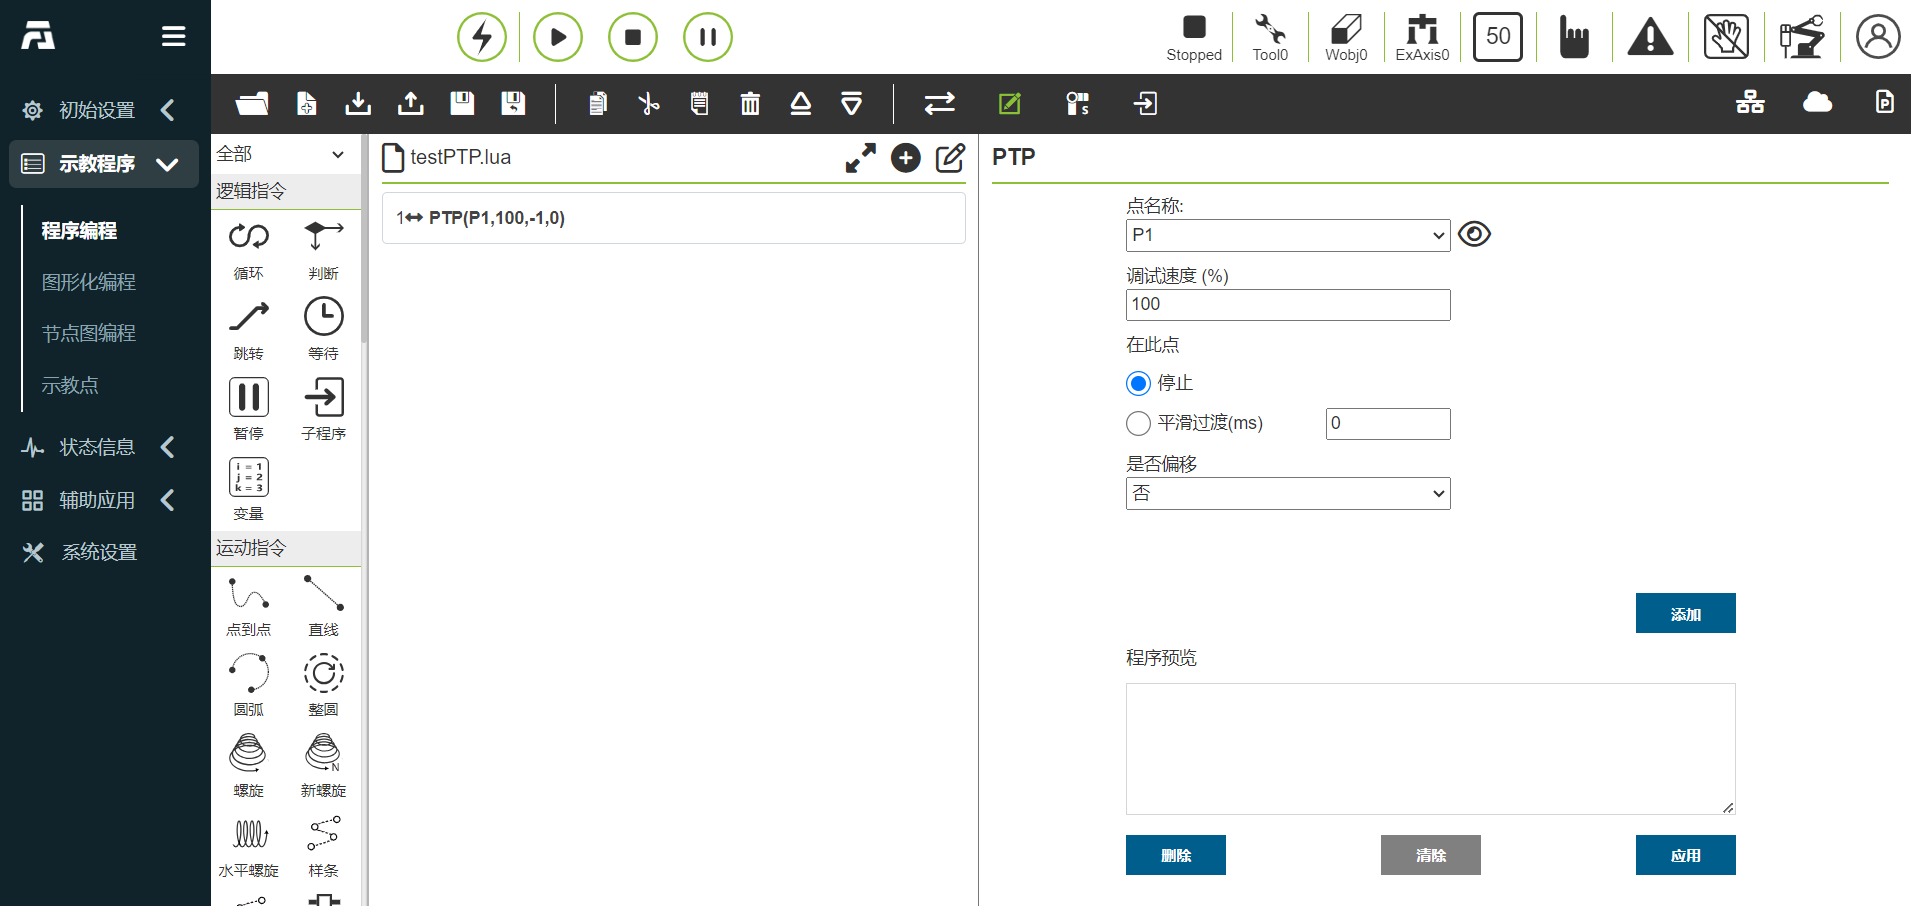 Stopped
Tool0
Wobj0
ExAxis0
50
初始设置
示教程序
程序编程
图形化编程
节点图编程
示教点
状态信息
辅助应用
系统设置
全部
逻辑指令
循环
判断
跳转
等待
暂停
子程序
i = 1
j = 2
k = 3
变量
运动指令
点到点
直线
圆弧
整圆
螺旋
N
新螺旋
水平螺旋
样条
testPTP.lua
1 PTP(P1,100,-1,0)
PTP
点名称:
P1
调试速度 (%)
100
在此点
停止
平滑过渡(ms)
0
是否偏移
否
添加
程序预览
删除
清除
应用